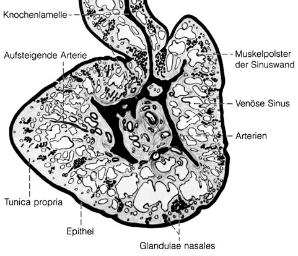 Knochenlamelle
Aufsteigende Arterie
Muskelpolster
der Sinuswand
Venöse Sinus
Arterien
Tunica propria
Epithel
Glandulae nasales